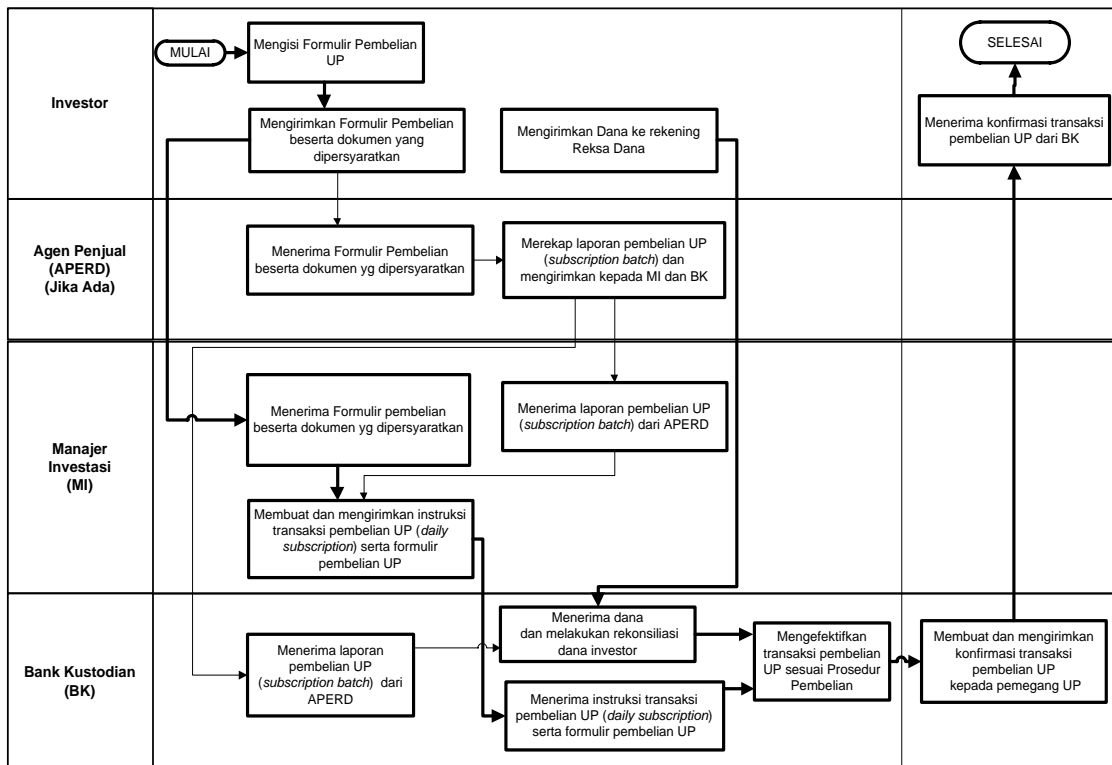 Investor
MULAI
Mengisi Formulir Pembelian
UP
Mengirimkan Formulir Pembelian
beserta dokumen yang
dipersyaratkan
Mengirimkan Dana ke rekening
Reksa Dana
SELESAI
Menerima konfirmasi transaksi
pembelian UP dari BK
Agen Penjual
(APERD)
(Jika Ada)
Menerima Formulir Pembelian
beserta dokumen yg dipersyaratkan
Merekap laporan pembelian UP
(subscription batch) dan
mengirimkan kepada MI dan BK
Manajer
Investasi
(MI)
Menerima Formulir pembelian
beserta dokumen yg dipersyaratkan
Menerima laporan pembelian UP
(subscription batch) dari APERD
Membuat dan mengirimkan instruksi
transaksi pembelian UP (daily
subscription) serta formulir
pembelian UP
Bank Kustodian
(BK)
Menerima laporan
pembelian UP
(subscription batch) dari
APERD
Menerima dana
dan melakukan rekonsiliasi
dana investor
Menerima instruksi transaksi
pembelian UP (daily subscription)
serta formulir pembelian UP
Mengefektifkan
transaksi pembelian
UP sesuai Prosedur
Pembelian
Membuat dan mengirimkan
konfirmasi transaksi
pembelian UP
kepada pemegang UP